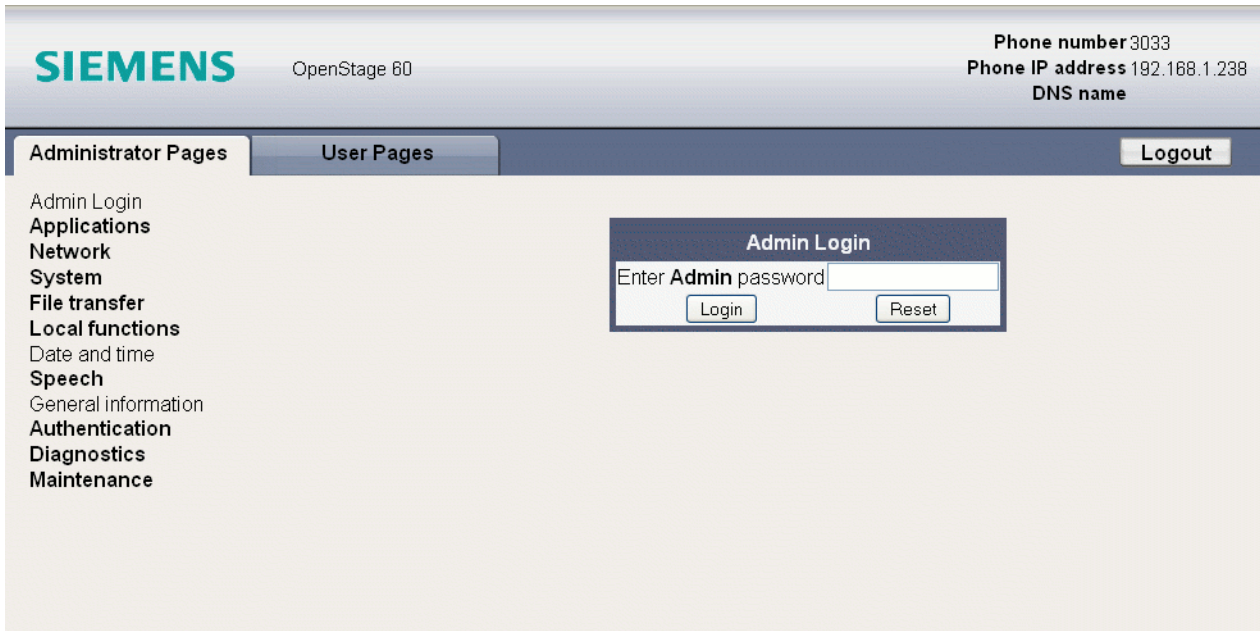 SIEMENS OpenStage 60
Phone number 3033
Phone IP address 192.168.1.238
DNS name
Administrator Pages User Pages Logout
Admin Login
Applications
Network
System
File transfer
Local functions
Date and time
Speech
General information
Authentication
Diagnostics
Maintenance
Admin Login
Enter Admin password
Login Reset